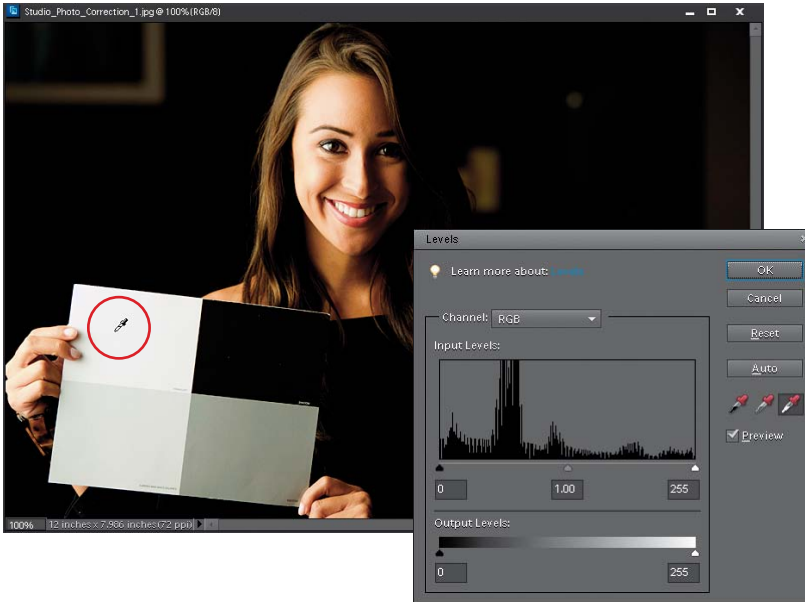 Studio_Photo_Correction_1.jpg @ 100%(RGB/8)
Levels
Learn more about:
OK
Channel: RGB
Cancel
Input Levels:
Reset
Auto
Preview
0 1.00 255
100% 12 inches x 7.986 inches (72 ppi)
Output Levels:
0 255